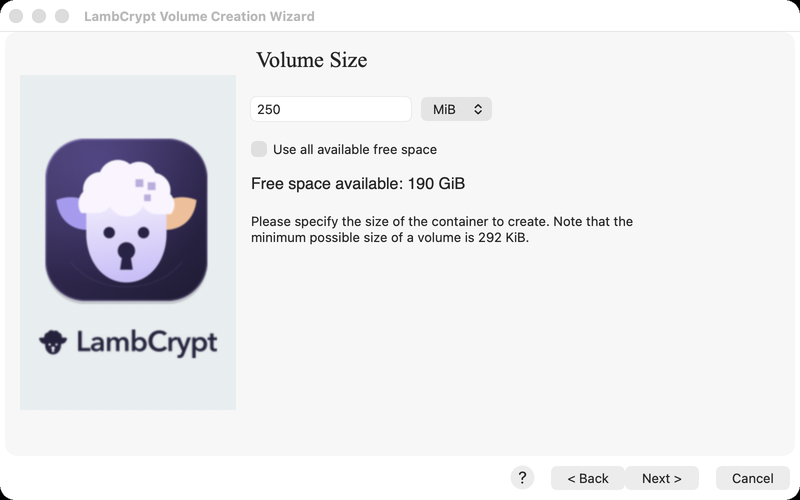 LambCrypt Volume Creation Wizard
Volume Size
250
MiB
Use all available free space
Free space available: 190 GiB
Please specify the size of the container to create. Note that the
minimum possible size of a volume is 292 KiB.
LambCrypt
?
< Back
Next >
Cancel